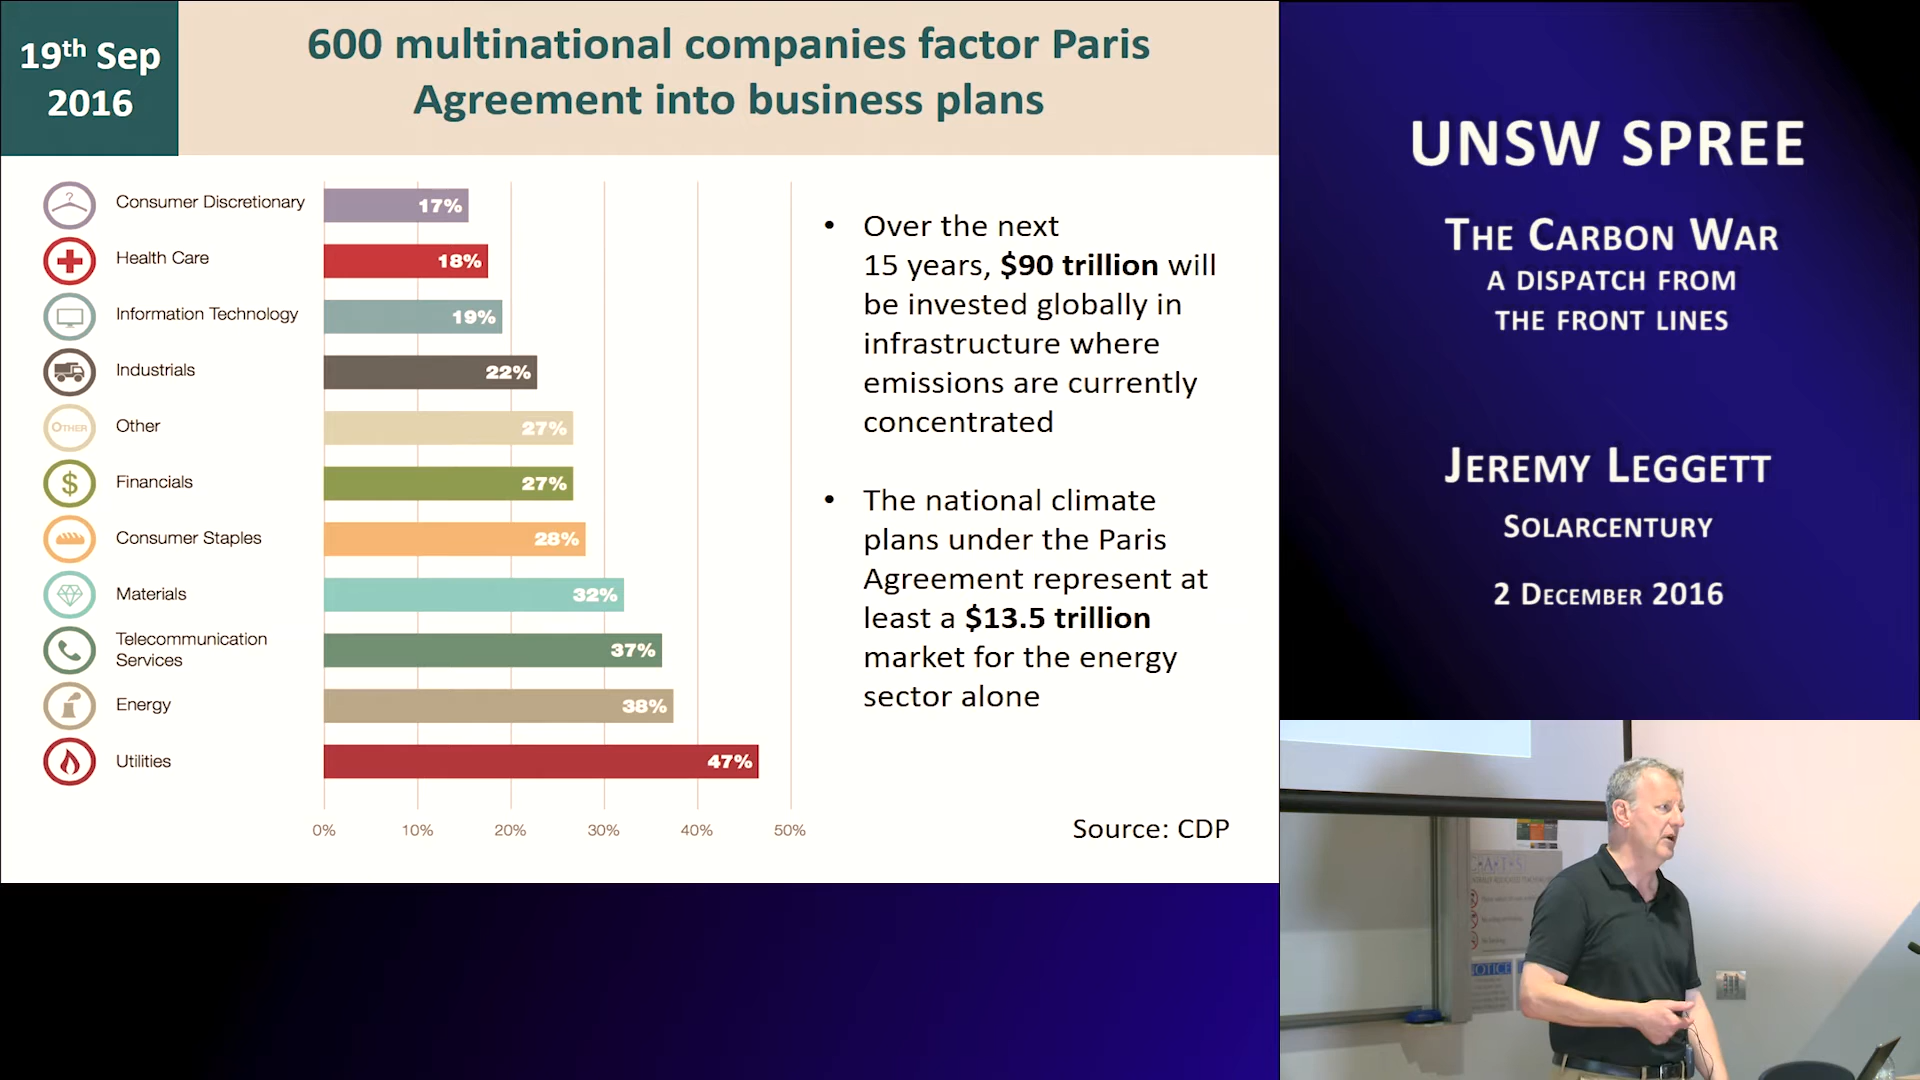 19th Sep
2016
600 multinational companies factor Paris
Agreement into business plans
Consumer Discretionary
17%
Health Care
18%
Information Technology
19%
Industrials
22%
OTHER
Other
27%
$
Financials
27%
Consumer Staples
28%
Materials
32%
Telecommunication
Services
37%
Energy
38%
Utilities
47%
0% 10% 20% 30% 40% 50%
• Over the next
15 years, $90 trillion will
be invested globally in
infrastructure where
emissions are currently
concentrated
• The national climate
plans under the Paris
Agreement represent at
least a $13.5 trillion
market for the energy
sector alone
Source: CDP
UNSW SPREE
THE CARBON WAR
A DISPATCH FROM
THE FRONT LINES
JEREMY LEGGETT
SOLARCENTURY
2 DECEMBER 2016
NOTICE